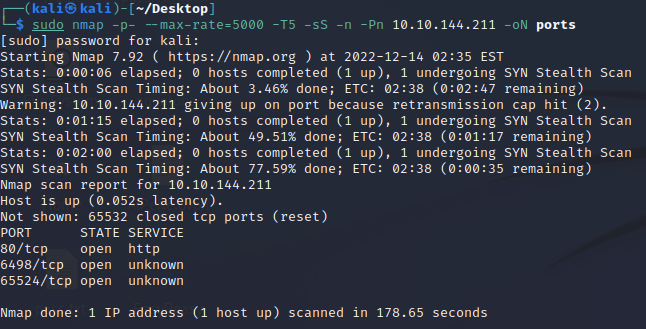 ┌──(kali㉿kali)-[~/Desktop]
└─$ sudo nmap -p- --max-rate=5000 -T5 -sS -n -Pn 10.10.144.211 -oN ports
[sudo] password for kali:
Starting Nmap 7.92 ( https://nmap.org ) at 2022-12-14 02:35 EST
Stats: 0:00:06 elapsed; 0 hosts completed (1 up), 1 undergoing SYN Stealth Scan
SYN Stealth Scan Timing: About 3.46% done; ETC: 02:38 (0:02:47 remaining)
Warning: 10.10.144.211 giving up on port because retransmission cap hit (2).
Stats: 0:01:15 elapsed; 0 hosts completed (1 up), 1 undergoing SYN Stealth Scan
SYN Stealth Scan Timing: About 49.51% done; ETC: 02:38 (0:01:17 remaining)
Stats: 0:02:00 elapsed; 0 hosts completed (1 up), 1 undergoing SYN Stealth Scan
SYN Stealth Scan Timing: About 77.59% done; ETC: 02:38 (0:00:35 remaining)
Nmap scan report for 10.10.144.211
Host is up (0.052s latency).
Not shown: 65532 closed tcp ports (reset)
PORT      STATE SERVICE
80/tcp    open  http
6498/tcp  open  unknown
65524/tcp open  unknown
Nmap done: 1 IP address (1 host up) scanned in 178.65 seconds